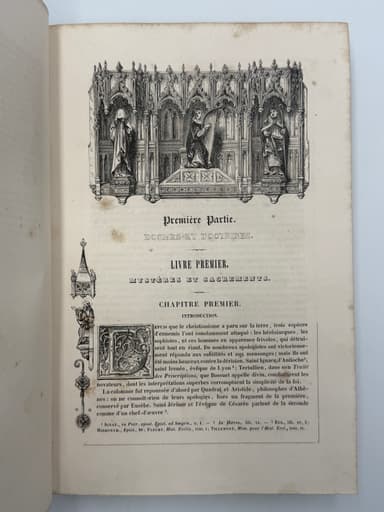 Première Partie.
DOGMES ET DOCTRINES.
LIVRE PREMIER.
MYSTÈRES ET SACREMENTS.
CHAPITRE PREMIER.
INTRODUCTION.
DEPUIS que le christianisme a paru sur la terre, trois espèces
d'ennemis l'ont constamment attaqué : les hérésiarques, les
sophistes, et ces hommes en apparence frivoles, qui détrui-
sent tout en riant. De nombreux apologistes ont victorieuse-
ment répondu aux subtilités et aux mensonges; mais ils ont
été moins heureux contre la dérision. Saint Ignace, d'Antioche¹,
saint Irénée, évêque de Lyon²; Tertullien, dans son Traité
des Prescriptions, que Bossuet appelle divin, combattirent les
novateurs, dont les interprétations superbes corrompaient la simplicité de la foi.
La calomnie fut repoussée d'abord par Quadrat et Aristide, philosophes d'Athè-
nes : on ne connaît rien de leurs apologies, hors un fragment de la première,
conservé par Eusèbe. Saint Jérôme et l'évêque de Césarée parlent de la seconde
comme d'un chef-d'œuvre³.